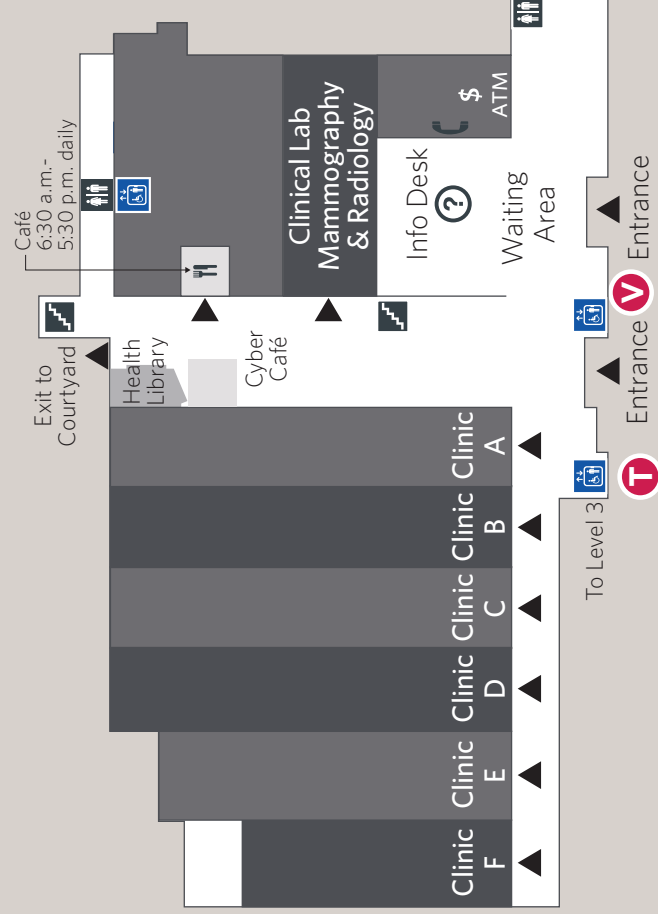 Café
6:30 a.m.-
5:30 p.m. daily
Exit to
Courtyard
Health
Library
Cyber
Café
Clinical Lab
Mammography
& Radiology
$
ATM
Info Desk
?
Waiting
Area
Entrance
V
Entrance
T
To Level 3
Clinic
A
Clinic
B
Clinic
C
Clinic
D
Clinic
E
Clinic
F